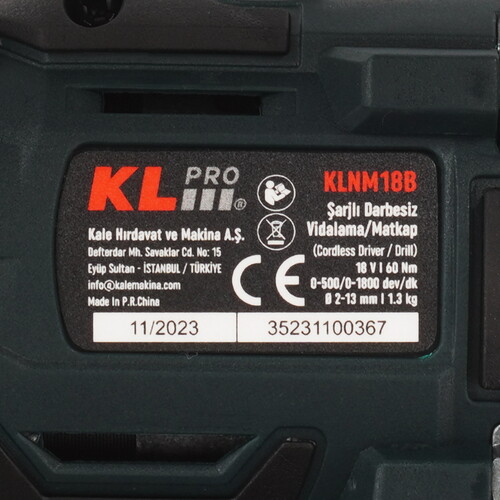 KL PRO ®
KLNM18B
Şarjlı Darbesiz
Vidalama/Matkap
(Cordless Driver / Drill)
18 V I 60 Nm
0-500/0-1800 dev/dk
Ø 2-13 mm I 1.3 kg
Kale Hırdavat ve Makina A.Ş.
Defterdar Mh. Savaklar Cd. No: 15
Eyüp Sultan - İSTANBUL / TÜRKİYE
info@kalemakina.com
Made In P.R.China
CE
11/2023 35231100367